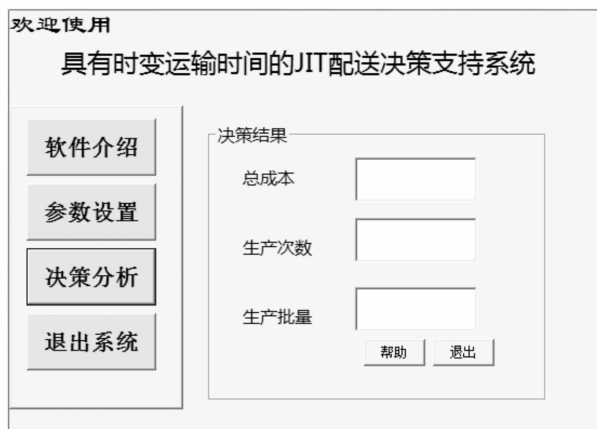 欢迎使用
具有时变运输时间的JIT配送决策支持系统
软件介绍
参数设置
决策分析
退出系统
决策结果
总成本
生产次数
生产批量
帮助 退出